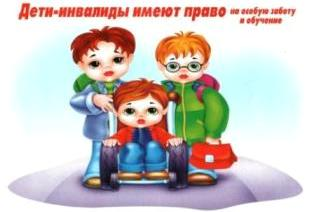 Дети-инвалиды имеют право на особую заботу
и обучение